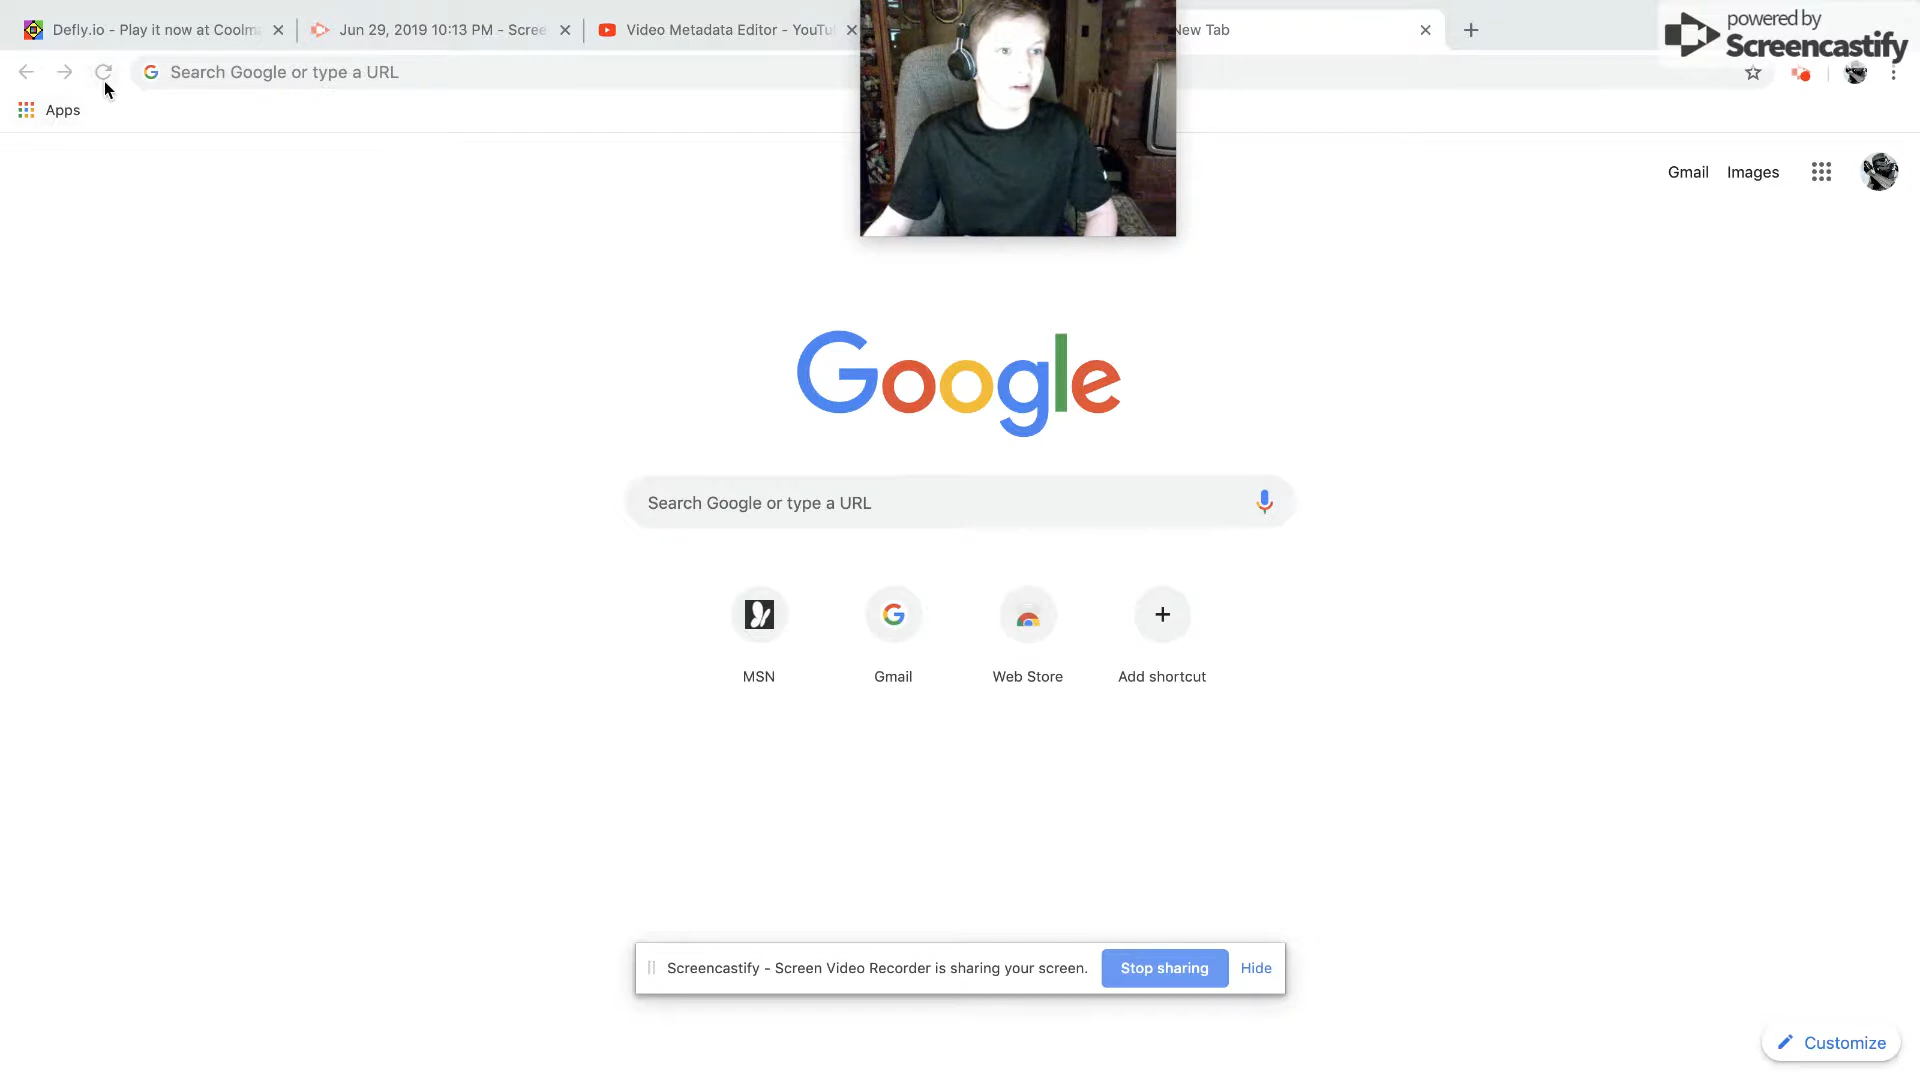 Defly.io - Play it now at Coolma
Jun 29, 2019 10:13 PM - Scree
Video Metadata Editor - YouTu
New Tab
powered by
Screencastify
Search Google or type a URL
Apps
Gmail
Images
Google
Search Google or type a URL
MSN
Gmail
Web Store
Add shortcut
Screencastify - Screen Video Recorder is sharing your screen.
Stop sharing
Hide
Customize